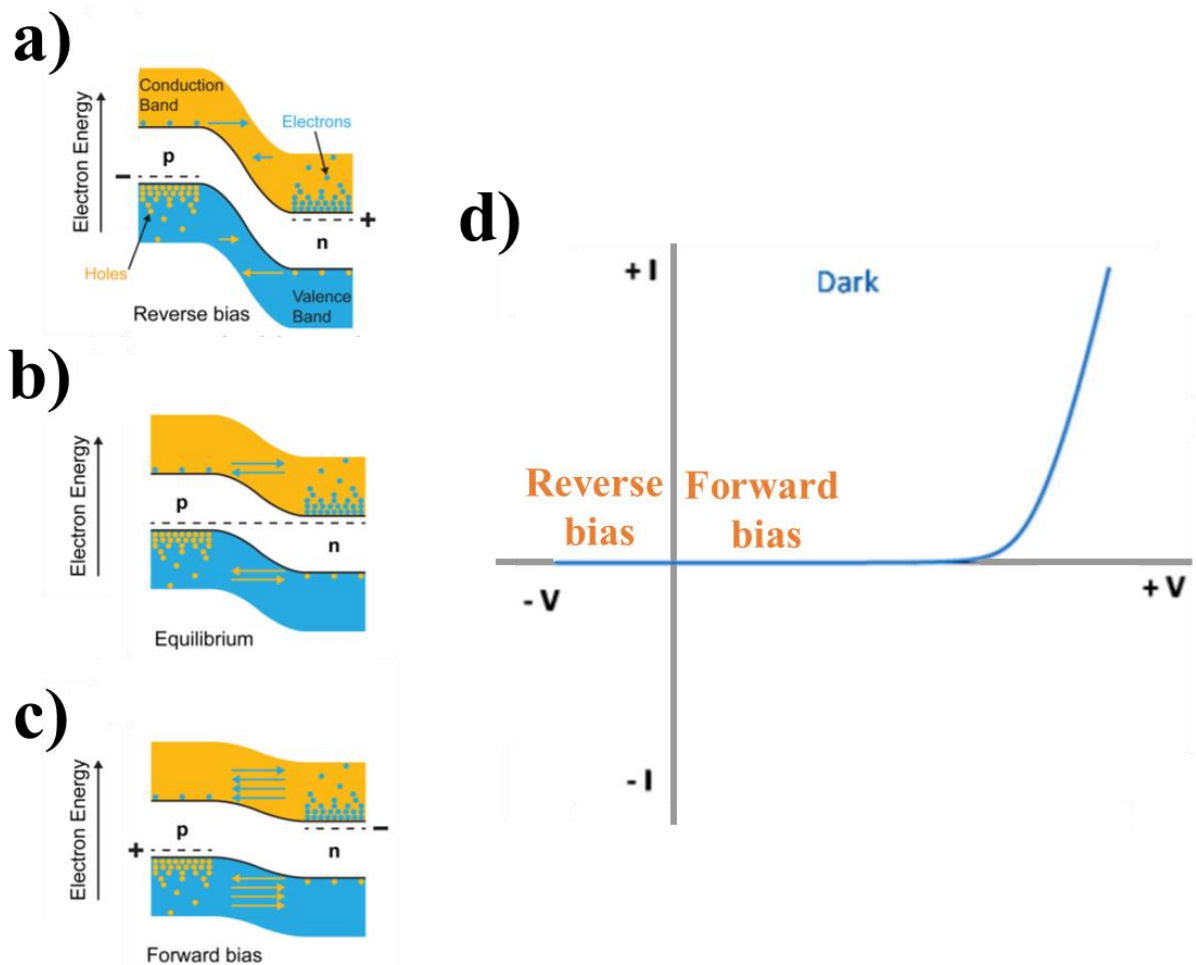 a)
Conduction
Band
Electrons
Electron Energy
p
−
+
n
Holes
Valence
Band
Reverse bias
b)
Electron Energy
p
n
Equilibrium
c)
Electron Energy
p
−
+
n
Forward bias
d)
+ I
Dark
Reverse
bias
Forward
bias
- V
+ V
- I